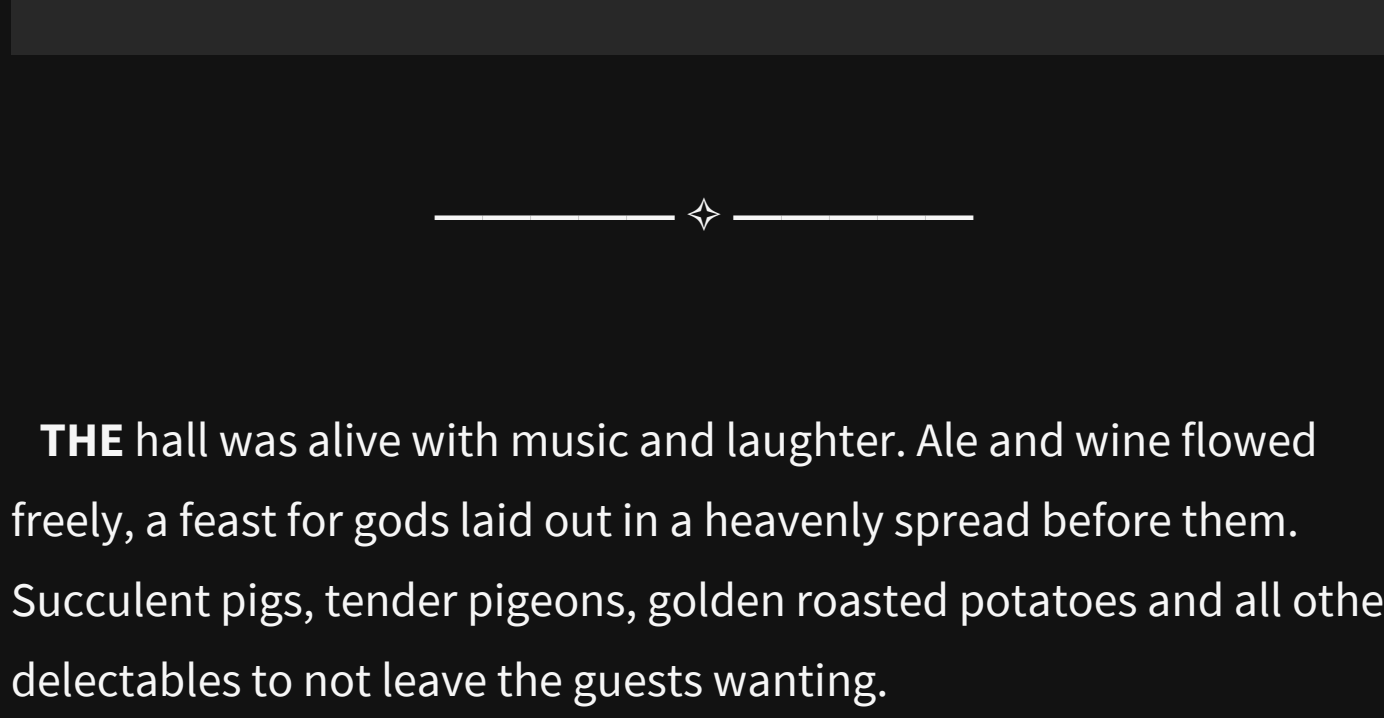 ————— ✧ —————
THE hall was alive with music and laughter. Ale and wine flowed
freely, a feast for gods laid out in a heavenly spread before them.
Succulent pigs, tender pigeons, golden roasted potatoes and all othe
delectables to not leave the guests wanting.